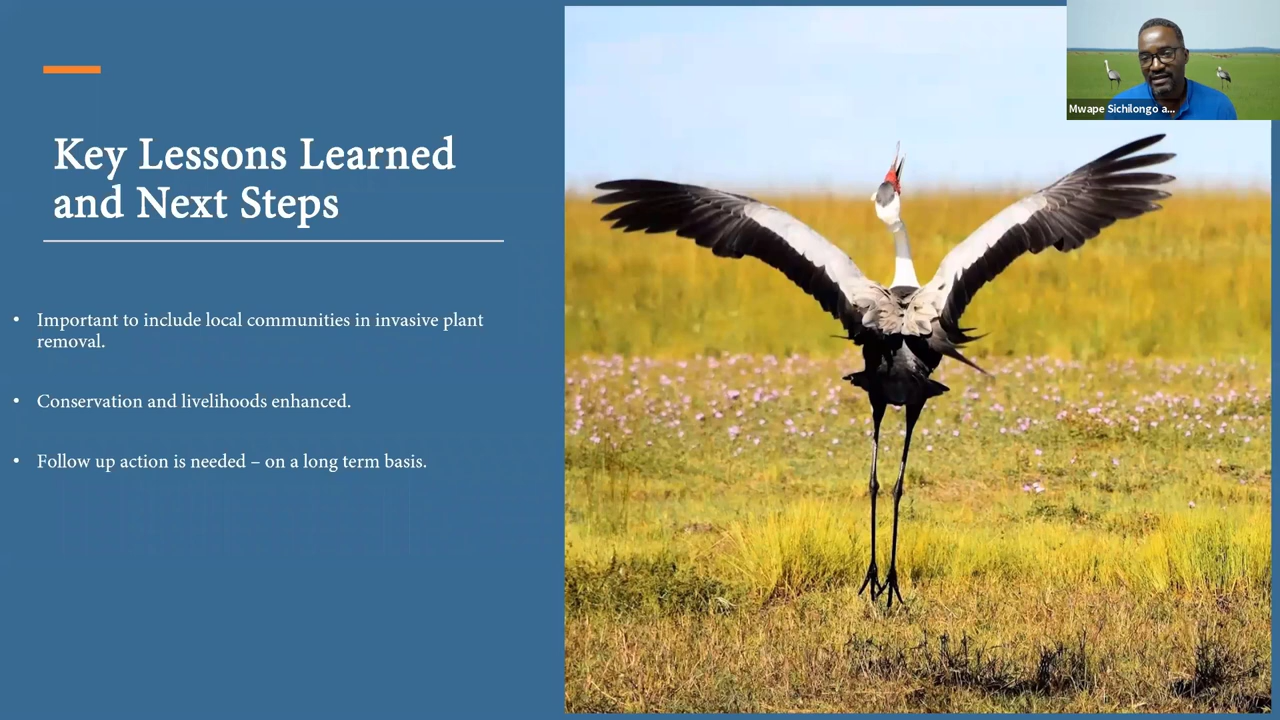 Key Lessons Learned
and Next Steps
• Important to include local communities in invasive plant
removal.
• Conservation and livelihoods enhanced.
• Follow up action is needed – on a long term basis.
Mwape Sichilongo a...